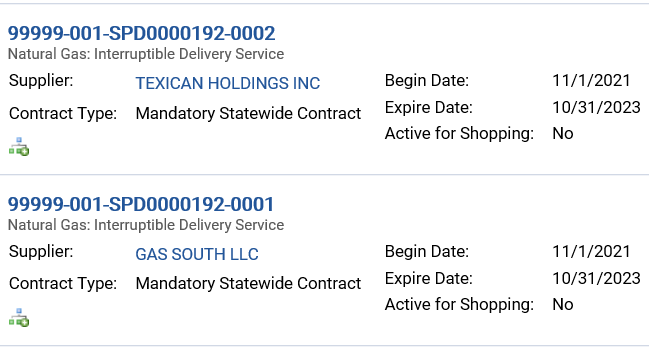 99999-001-SPD0000192-0002
Natural Gas: Interruptible Delivery Service
Supplier: TEXICAN HOLDINGS INC Begin Date: 11/1/2021
Contract Type: Mandatory Statewide Contract Expire Date: 10/31/2023
Active for Shopping: No
99999-001-SPD0000192-0001
Natural Gas: Interruptible Delivery Service
Supplier: GAS SOUTH LLC Begin Date: 11/1/2021
Contract Type: Mandatory Statewide Contract Expire Date: 10/31/2023
Active for Shopping: No